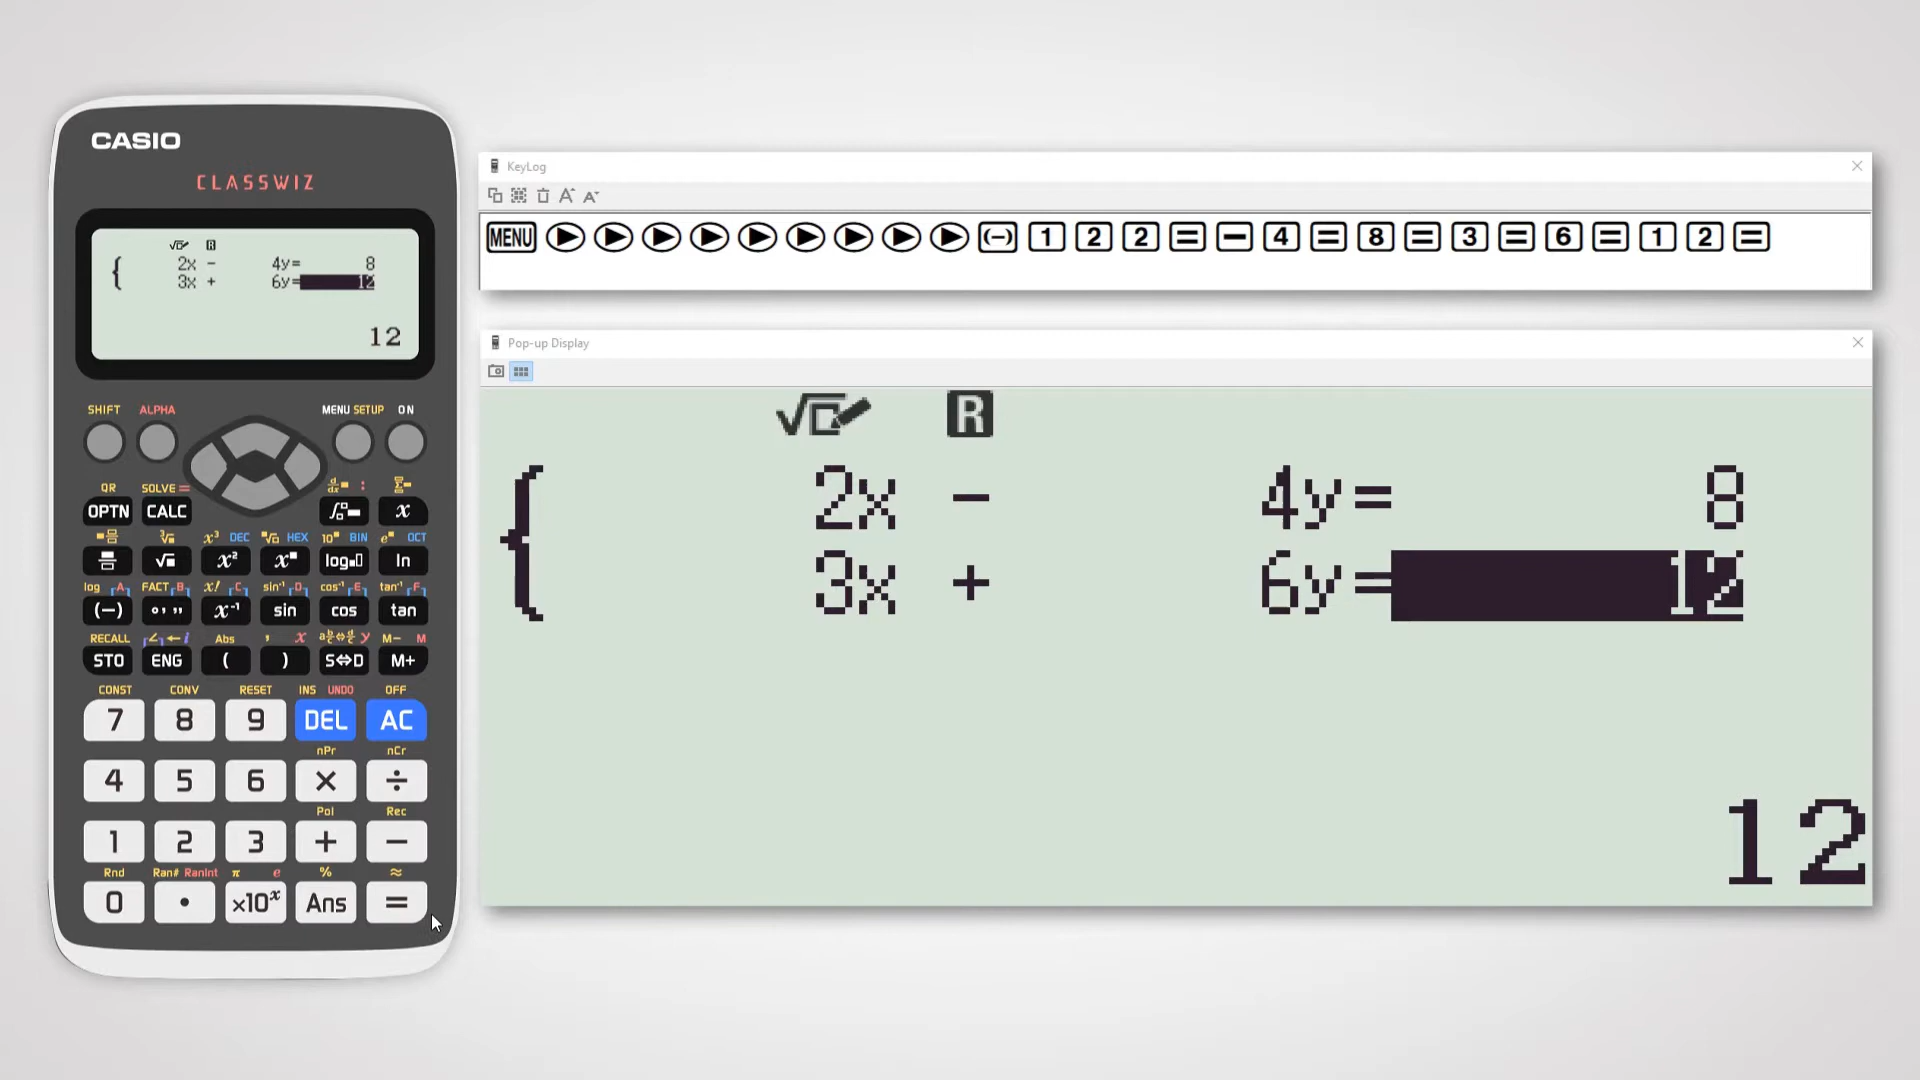 CASIO
CLASSWIZ
R
2x − 4y= 8
3x + 6y= 12
12
SHIFT ALPHA MENU SETUP ON
QR SOLVE = d/dx = : Σ=
OPTN CALC x
x³ DEC HEX 10 BIN e OCT
x² log ln
log A FACT B x! C sin⁻¹ D cos⁻¹ E tan⁻¹ F
(−) ° ’ ” x⁻¹ sin cos tan
RECALL ∠ ← i Abs , x y M− M
STO ENG ( ) S⇔D M+
CONST CONV RESET INS UNDO OFF
7 8 9 DEL AC
nPr nCr
4 5 6 × ÷
Pol Rec
1 2 3 + −
Rnd Ran# RanInt π e % ≈
0 • ×10ˣ Ans =
KeyLog
A A
MENU ▶ ▶ ▶ ▶ ▶ ▶ ▶ ▶ ▶ (−) 1 2 2 = − 4 = 8 = 3 = 6 = 1 2 =
Pop-up Display
R
2x − 4y= 8
3x + 6y= 12
12